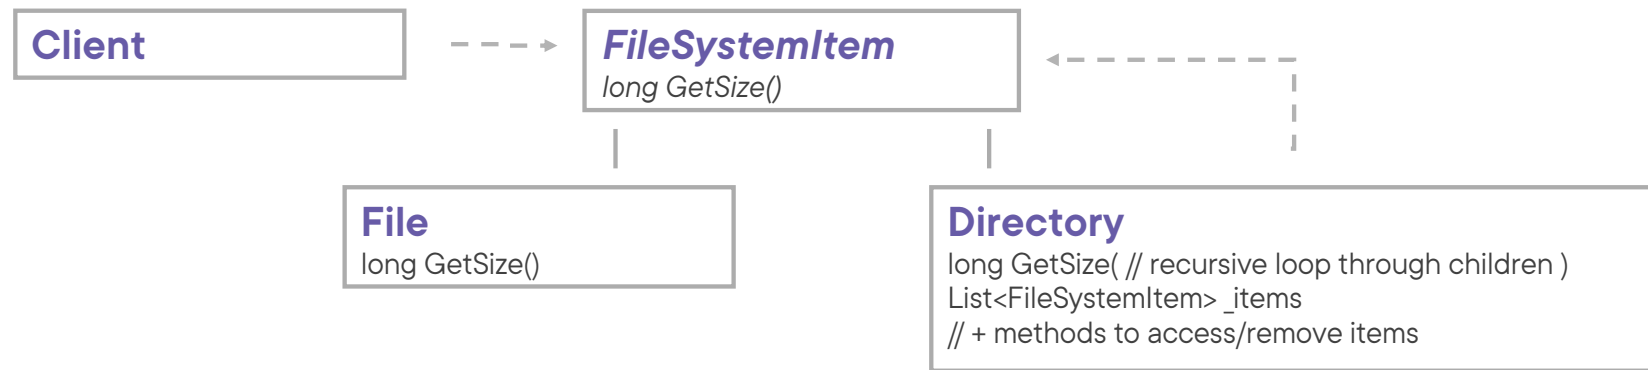 Client
FileSystemItem
long GetSize()
File
long GetSize()
Directory
long GetSize( // recursive loop through children )
List<FileSystemItem> _items
// + methods to access/remove items